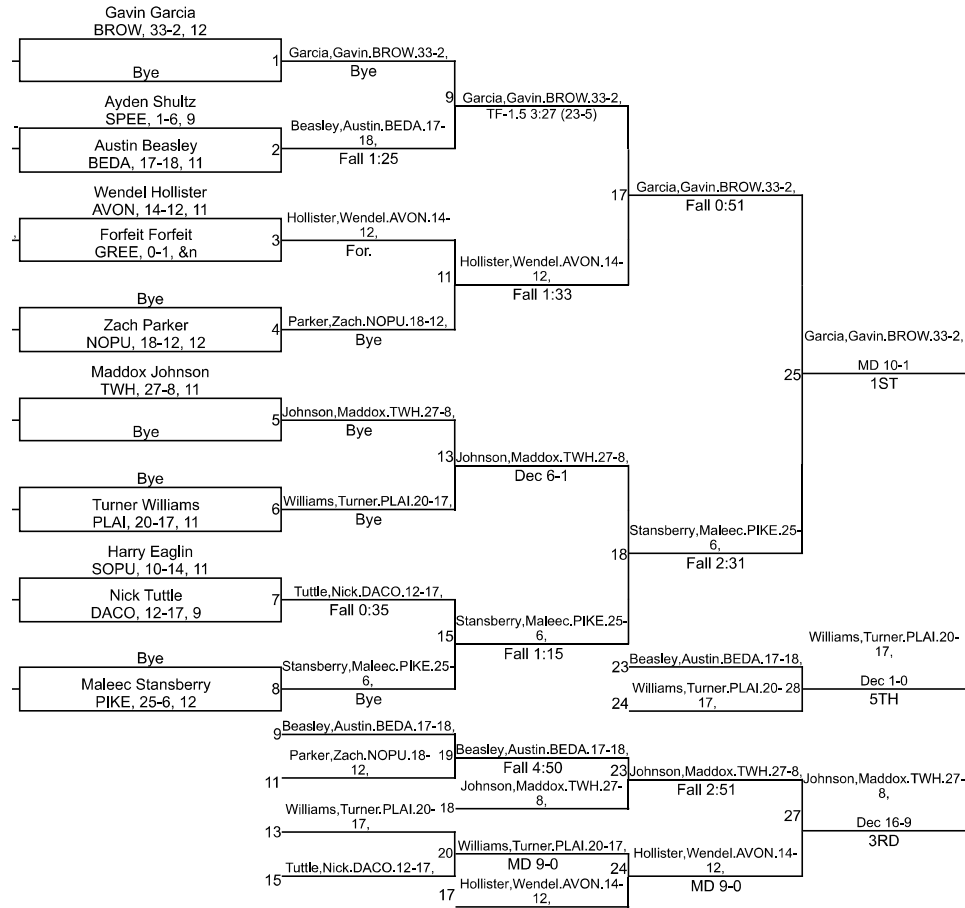 Gavin Garcia
BROW, 33-2, 12
1
Bye
Garcia,Gavin.BROW.33-2,
Bye
Ayden Shultz
SPEE, 1-6, 9
Austin Beasley
BEDA, 17-18, 11
2
Beasley,Austin.BEDA.17-
18,
Fall 1:25
9
Garcia,Gavin.BROW.33-2,
TF-1.5 3:27 (23-5)
Wendel Hollister
AVON, 14-12, 11
Forfeit Forfeit
GREE, 0-1, &n
3
Hollister,Wendel.AVON.14-
12,
For.
Bye
Zach Parker
NOPU, 18-12, 12
4
Parker,Zach.NOPU.18-12,
Bye
11
Hollister,Wendel.AVON.14-
12,
Fall 1:33
17
Garcia,Gavin.BROW.33-2,
Fall 0:51
Maddox Johnson
TWH, 27-8, 11
5
Bye
Johnson,Maddox.TWH.27-8,
Bye
Bye
Turner Williams
PLAI, 20-17, 11
6
Williams,Turner.PLAI.20-17,
Bye
13
Johnson,Maddox.TWH.27-8,
Dec 6-1
Harry Eaglin
SOPU, 10-14, 11
Nick Tuttle
DACO, 12-17, 9
7
Tuttle,Nick.DACO.12-17,
Fall 0:35
Bye
Maleec Stansberry
PIKE, 25-6, 12
8
Stansberry,Maleec.PIKE.25-
6,
Bye
15
Stansberry,Maleec.PIKE.25-
6,
Fall 1:15
18
Stansberry,Maleec.PIKE.25-
6,
Fall 2:31
25
Garcia,Gavin.BROW.33-2,
MD 10-1
1ST
23
Beasley,Austin.BEDA.17-18,
24
Williams,Turner.PLAI.20-
17,
28
Williams,Turner.PLAI.20-
17,
Dec 1-0
5TH
9
Beasley,Austin.BEDA.17-18,
11
Parker,Zach.NOPU.18-
12,
19
Beasley,Austin.BEDA.17-18,
Fall 4:50
18
Johnson,Maddox.TWH.27-
8,
23
Johnson,Maddox.TWH.27-8,
Fall 2:51
13
Williams,Turner.PLAI.20-
17,
15
Tuttle,Nick.DACO.12-17,
20
Williams,Turner.PLAI.20-17,
MD 9-0
17
Hollister,Wendel.AVON.14-
12,
24
Hollister,Wendel.AVON.14-
12,
MD 9-0
27
Johnson,Maddox.TWH.27-
8,
Dec 16-9
3RD